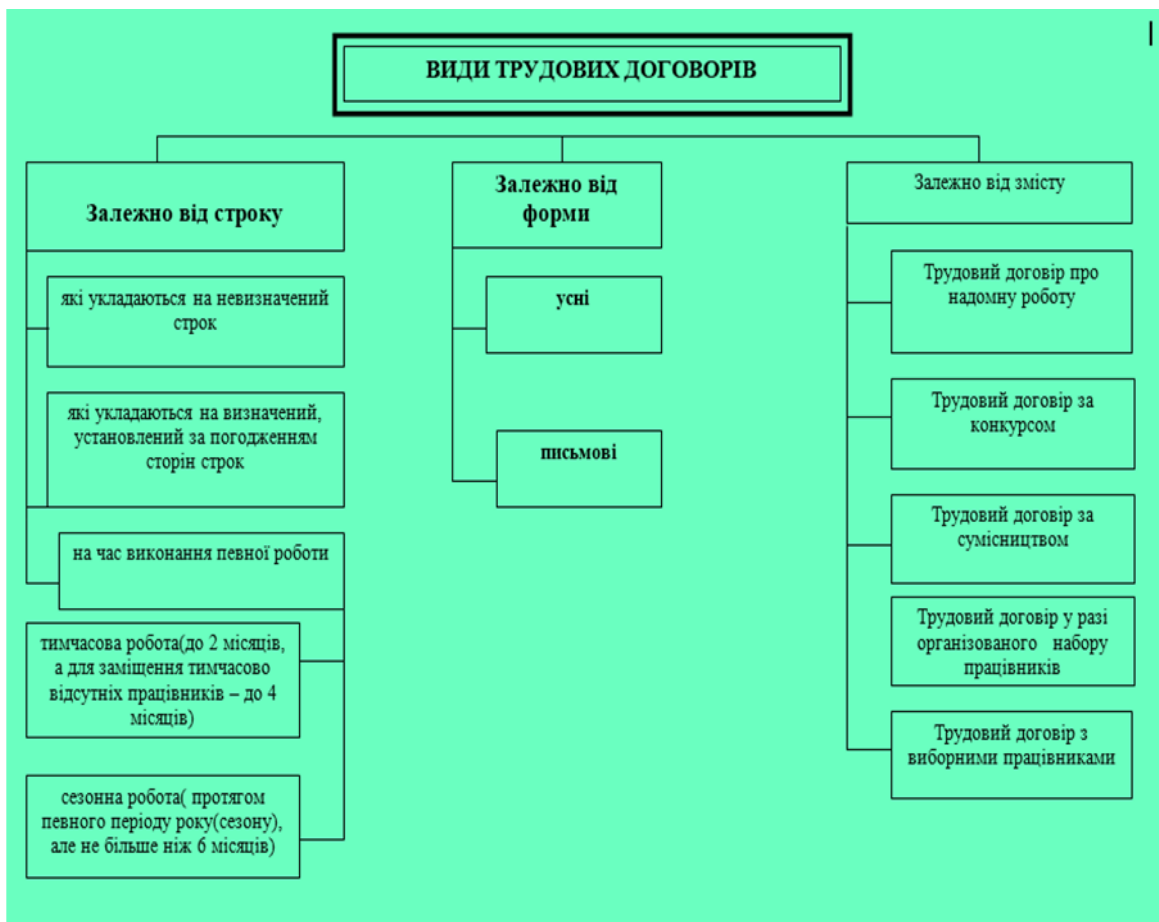 ВИДИ ТРУДОВИХ ДОГОВОРІВ
Залежно від строку
які укладаються на невизначений
строк
які укладаються на визначений,
установлений за погодженням
сторін строк
на час виконання певної роботи
тимчасова робота(до 2 місяців,
а для заміщення тимчасово
відсутніх працівників – до 4
місяців)
сезонна робота( протягом
певного періоду року(сезону),
але не більше ніж 6 місяців)
Залежно від
форми
усні
письмові
Залежно від змісту
Трудовий договір про
надомну роботу
Трудовий договір за
конкурсом
Трудовий договір за
сумісництвом
Трудовий договір у разі
організованого набору
працівників
Трудовий договір з
виборними працівниками